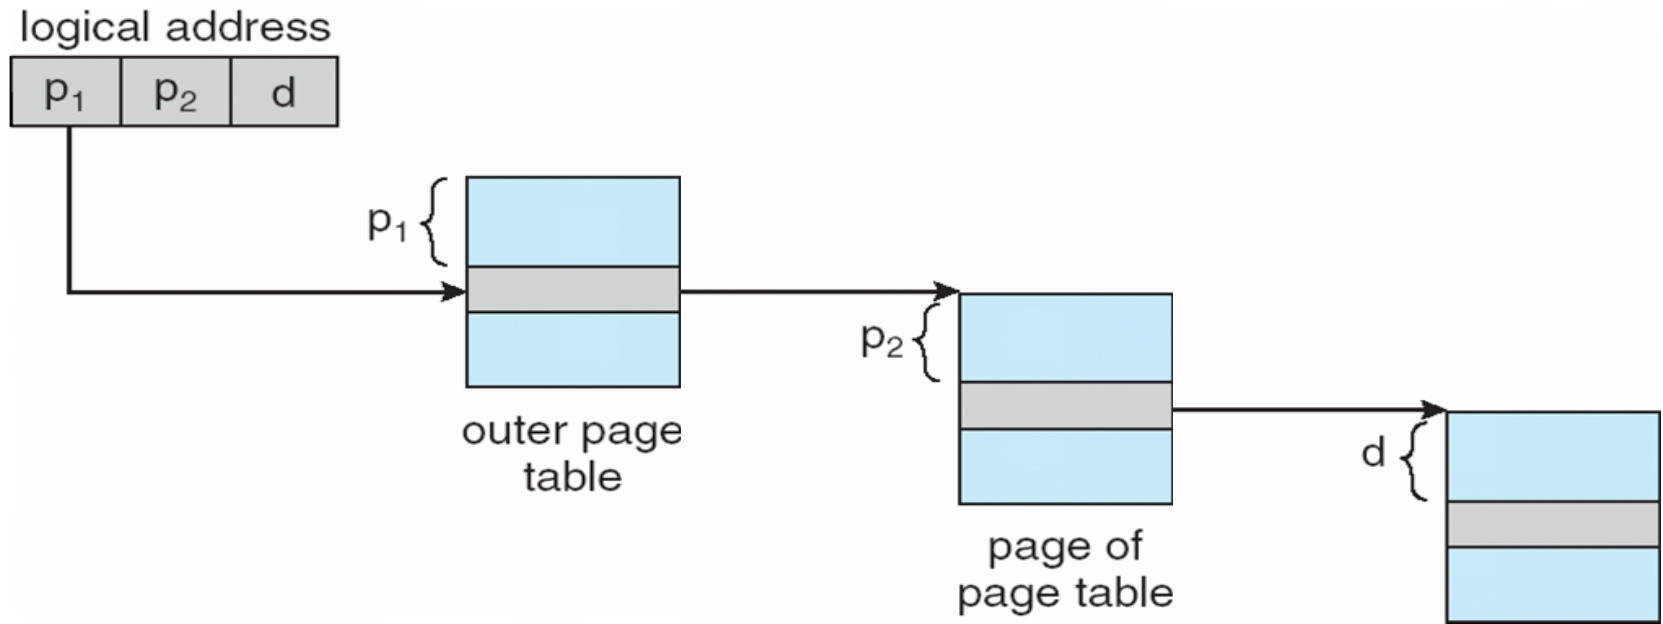 logical address
p₁ p₂ d
p₁
outer page
table
p₂
page of
page table
d